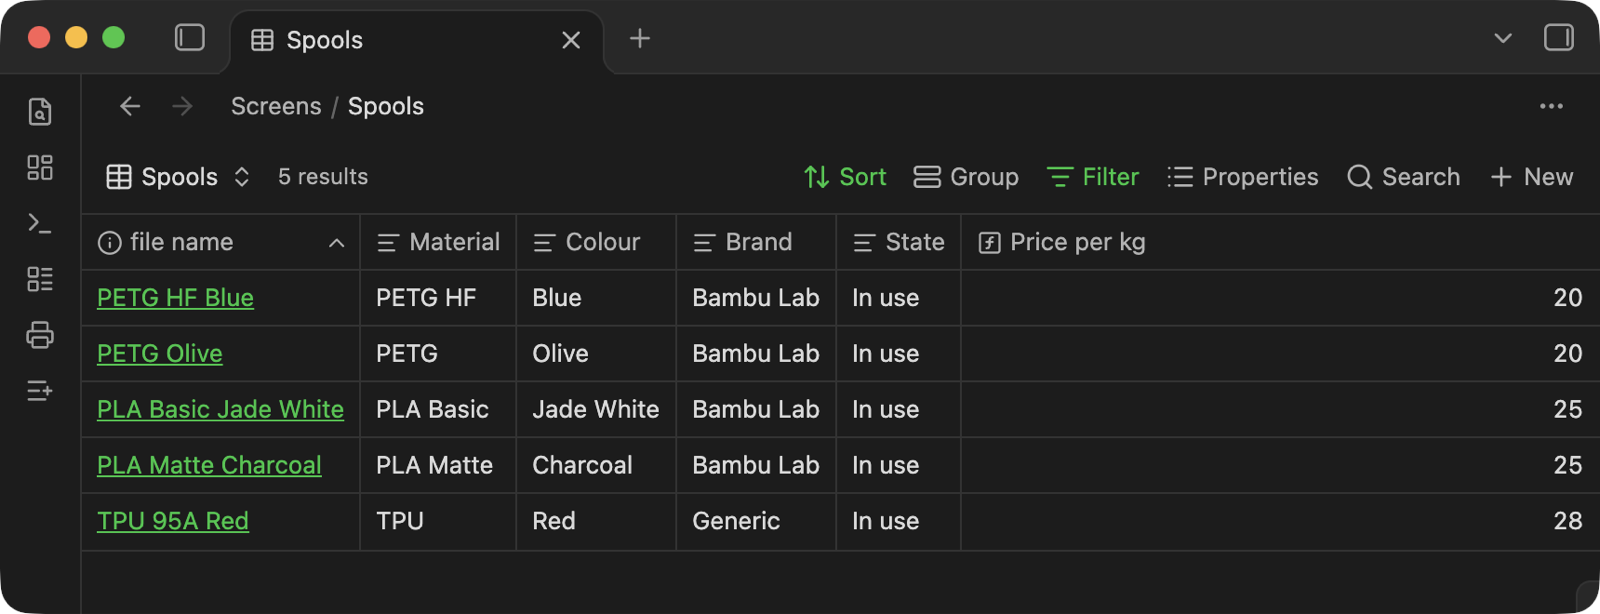 Spools
Screens / Spools
Spools 5 results Sort Group Filter Properties Search New
file name Material Colour Brand State Price per kg
PETG HF Blue PETG HF Blue Bambu Lab In use 20
PETG Olive PETG Olive Bambu Lab In use 20
PLA Basic Jade White PLA Basic Jade White Bambu Lab In use 25
PLA Matte Charcoal PLA Matte Charcoal Bambu Lab In use 25
TPU 95A Red TPU Red Generic In use 28